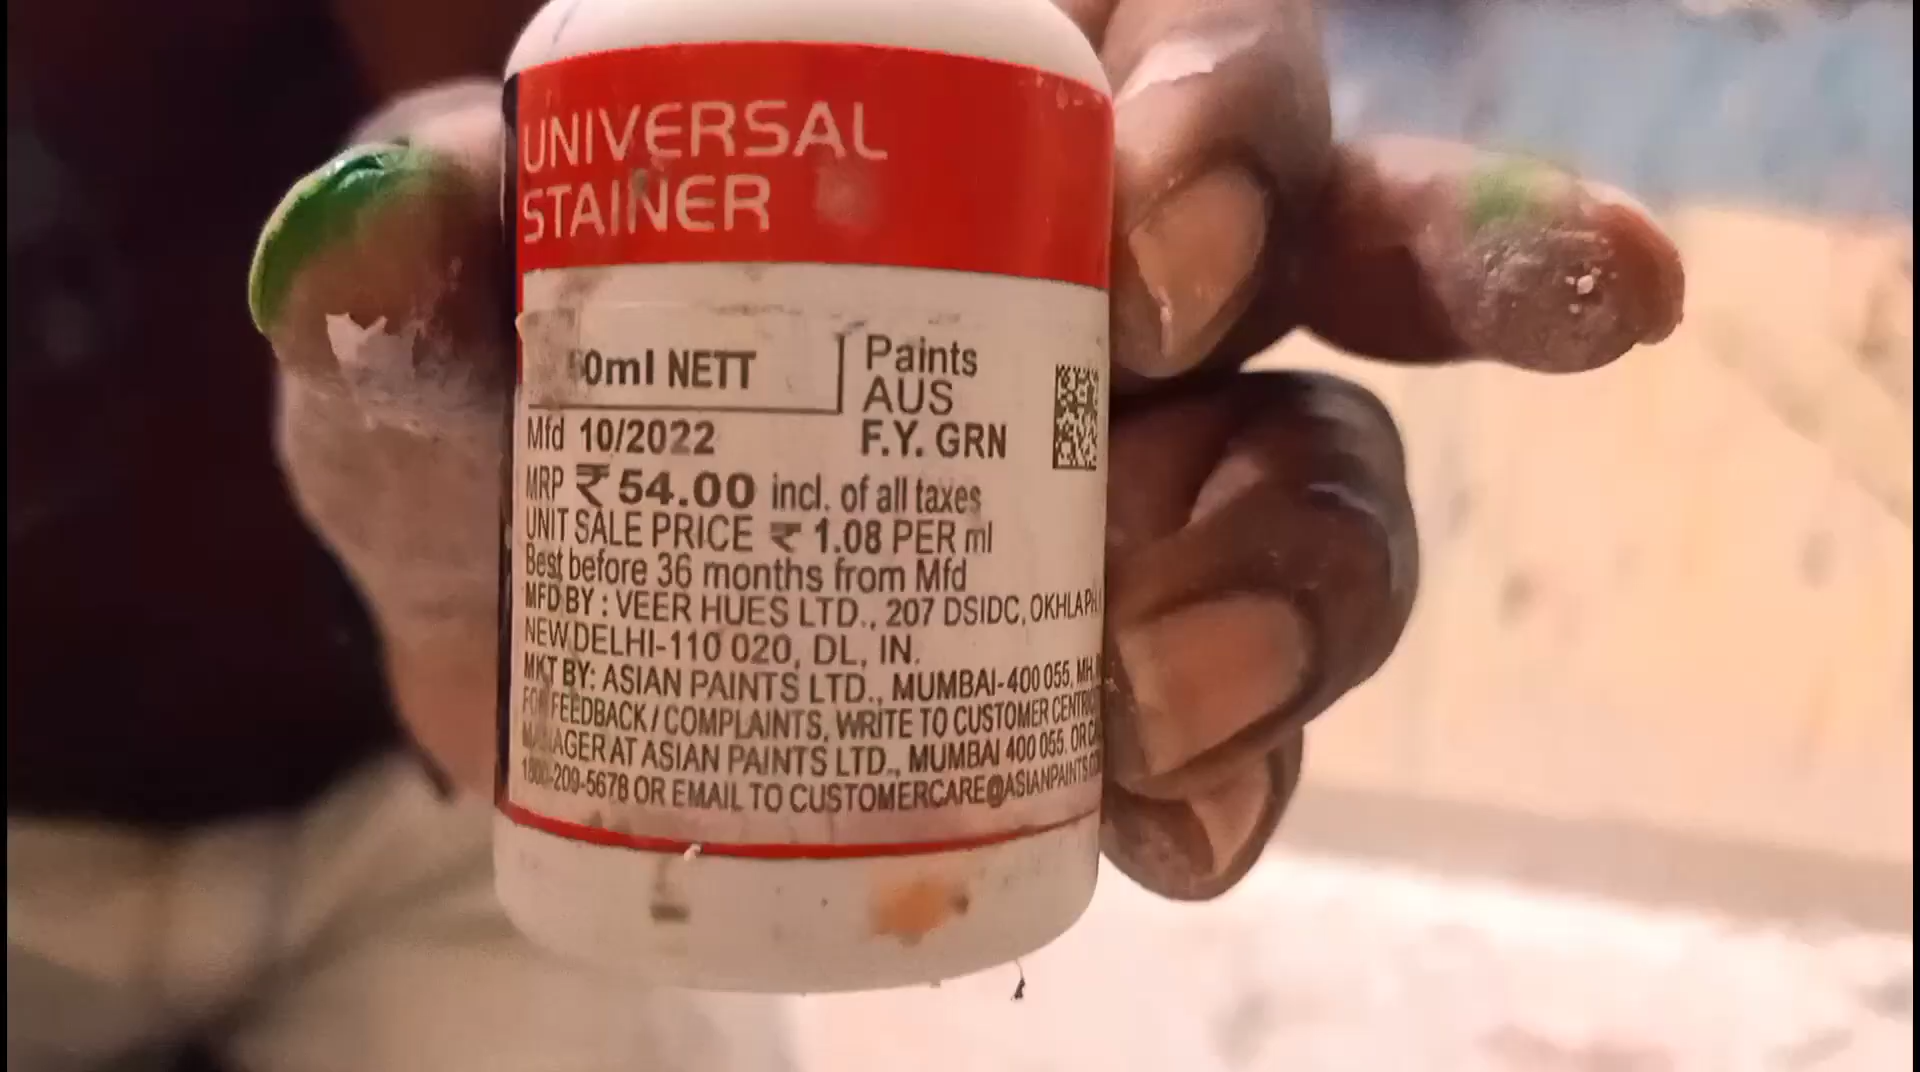 UNIVERSAL
STAINER
0ml NETT
Paints
AUS
F.Y. GRN
Mfd 10/2022
MRP ₹ 54.00 incl. of all taxes
UNIT SALE PRICE ₹ 1.08 PER ml
Best before 36 months from Mfd
MFD BY : VEER HUES LTD., 207 DSIDC, OKHLA PH
NEW DELHI-110 020, DL, IN.
MKT BY: ASIAN PAINTS LTD., MUMBAI-400 055, MH,
FOR FEEDBACK / COMPLAINTS, WRITE TO CUSTOMER CENTRIC
MANAGER AT ASIAN PAINTS LTD., MUMBAI 400 055. OR CA
1800-209-5678 OR EMAIL TO CUSTOMERCARE@ASIANPAINTS.CO